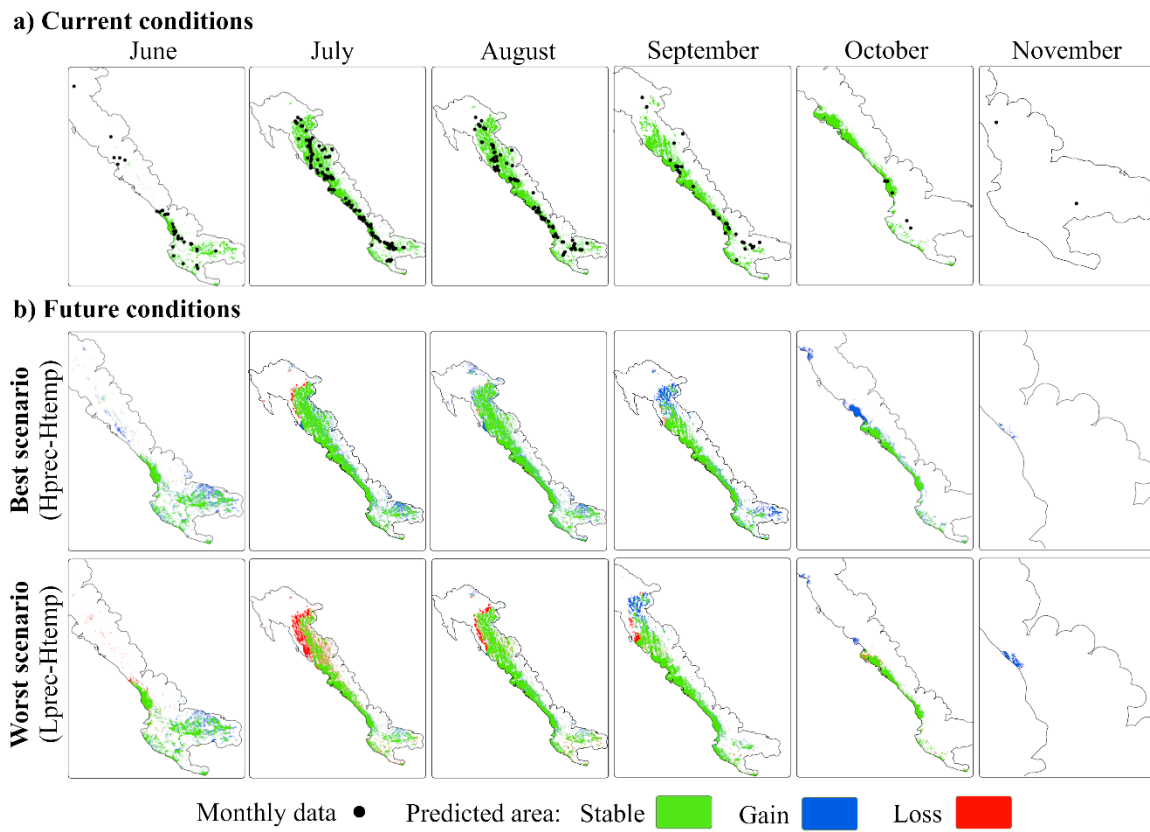 a) Current conditions
June July August September October November
b) Future conditions
Best scenario
(Hprec-Htemp)
Worst scenario
(Lprec-Htemp)
Monthly data Predicted area: Stable Gain Loss